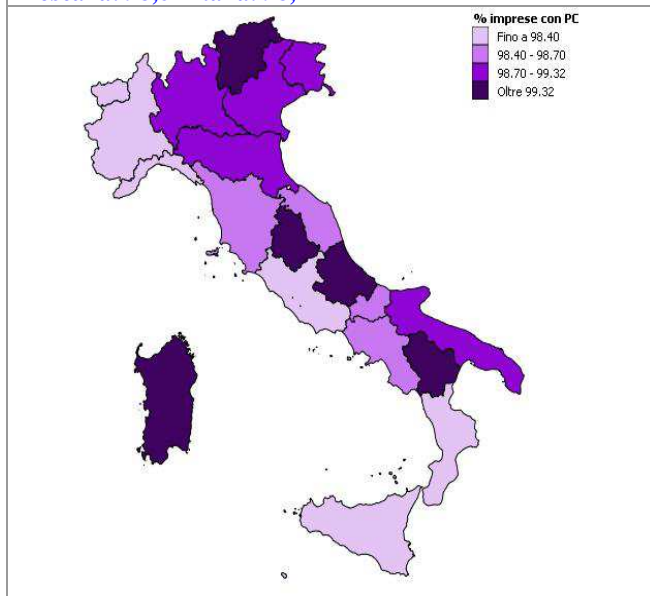 % imprese con PC
Fino a 98.40
98.40 - 98.70
98.70 - 99.32
Oltre 99.32